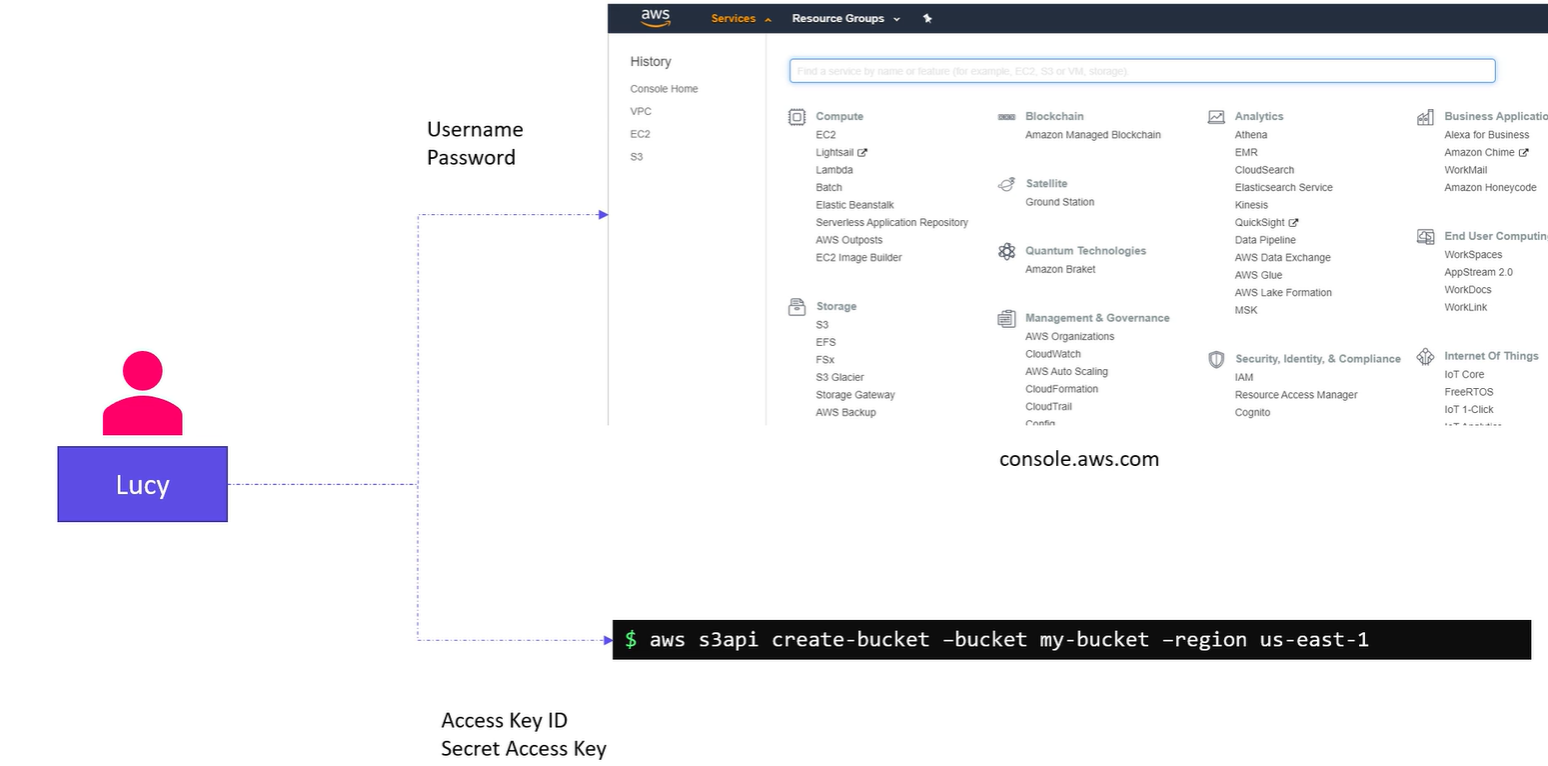 aws
Services
Resource Groups
History
Console Home
VPC
EC2
S3
Find a service by name or feature (for example, EC2, S3 or VM, storage).
Compute
EC2
Lightsail
Lambda
Batch
Elastic Beanstalk
Serverless Application Repository
AWS Outposts
EC2 Image Builder
Storage
S3
EFS
FSx
S3 Glacier
Storage Gateway
AWS Backup
Blockchain
Amazon Managed Blockchain
Satellite
Ground Station
Quantum Technologies
Amazon Braket
Management & Governance
AWS Organizations
CloudWatch
AWS Auto Scaling
CloudFormation
CloudTrail
Config
Analytics
Athena
EMR
CloudSearch
Elasticsearch Service
Kinesis
QuickSight
Data Pipeline
AWS Data Exchange
AWS Glue
AWS Lake Formation
MSK
Security, Identity, & Compliance
IAM
Resource Access Manager
Cognito
Business Applicatio
Alexa for Business
Amazon Chime
WorkMail
Amazon Honeycode
End User Computing
WorkSpaces
AppStream 2.0
WorkDocs
WorkLink
Internet Of Things
IoT Core
FreeRTOS
IoT 1-Click
IoT Analytics
Username
Password
Lucy
console.aws.com
$ aws s3api create-bucket –bucket my-bucket –region us-east-1
Access Key ID
Secret Access Key